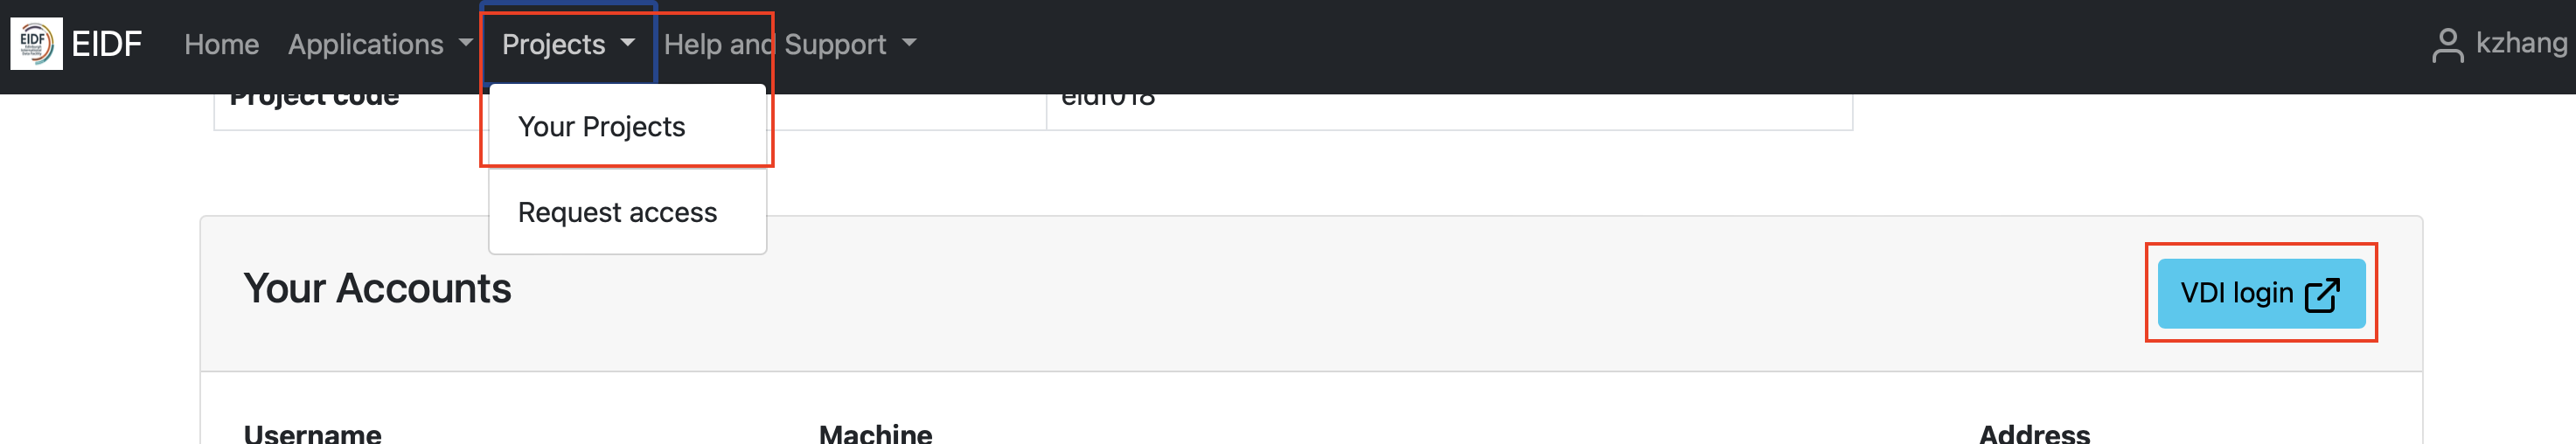 EIDF EIDF Home Applications Projects Help and Support kzhang
Project code eidf018
Your Projects
Request access
Your Accounts VDI login
Username Machine Address